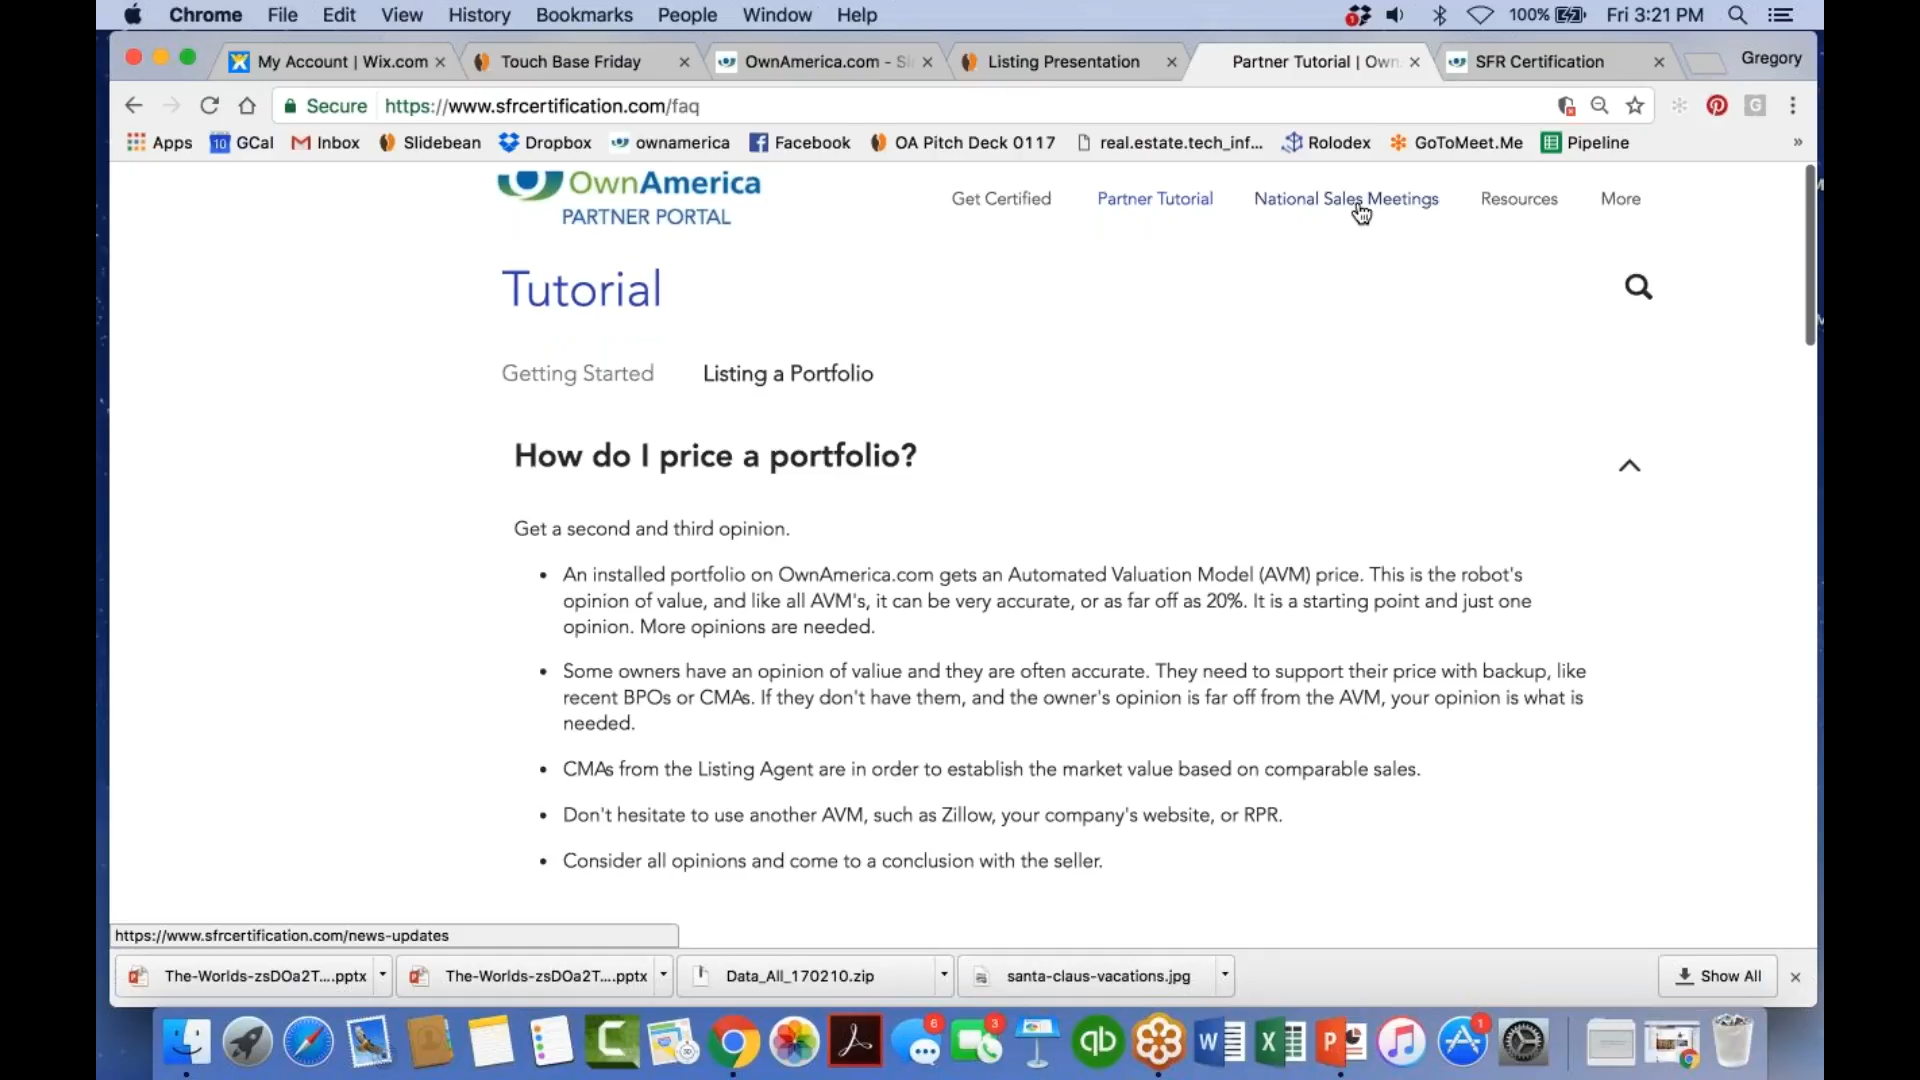 Chrome File Edit View History Bookmarks People Window Help 1 100% Fri 3:21 PM
My Account | Wix.com Touch Base Friday OwnAmerica.com - Si Listing Presentation Partner Tutorial | Own SFR Certification Gregory
Secure https://www.sfrcertification.com/faq
Apps 10 GCal Inbox Slidebean Dropbox ownamerica Facebook OA Pitch Deck 0117 real.estate.tech_inf... Rolodex GoToMeet.Me Pipeline »
OwnAmerica
PARTNER PORTAL
Get Certified Partner Tutorial National Sales Meetings Resources More
Tutorial
Getting Started Listing a Portfolio
How do I price a portfolio?
Get a second and third opinion.
• An installed portfolio on OwnAmerica.com gets an Automated Valuation Model (AVM) price. This is the robot's
opinion of value, and like all AVM's, it can be very accurate, or as far off as 20%. It is a starting point and just one
opinion. More opinions are needed.
• Some owners have an opinion of valiue and they are often accurate. They need to support their price with backup, like
recent BPOs or CMAs. If they don't have them, and the owner's opinion is far off from the AVM, your opinion is what is
needed.
• CMAs from the Listing Agent are in order to establish the market value based on comparable sales.
• Don't hesitate to use another AVM, such as Zillow, your company's website, or RPR.
• Consider all opinions and come to a conclusion with the seller.
https://www.sfrcertification.com/news-updates
The-Worlds-zsDOa2T....pptx The-Worlds-zsDOa2T....pptx Data_All_170210.zip santa-claus-vacations.jpg Show All
6 3 qb W X P 1